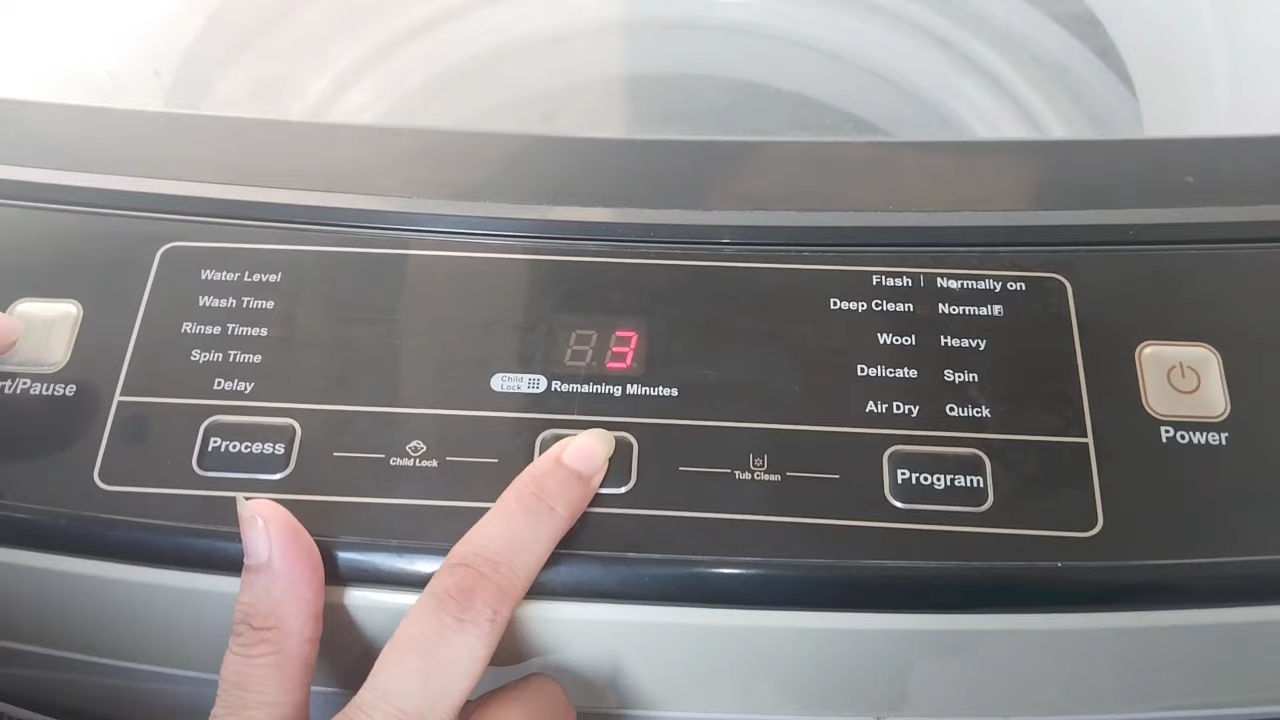 Water Level
Wash Time
Rinse Times
Spin Time
Delay
3
Child Lock
Remaining Minutes
Flash | Normally on
Deep Clean Normal
Wool Heavy
Delicate Spin
Air Dry Quick
rt/Pause
Process
Child Lock
Tub Clean
Program
Power